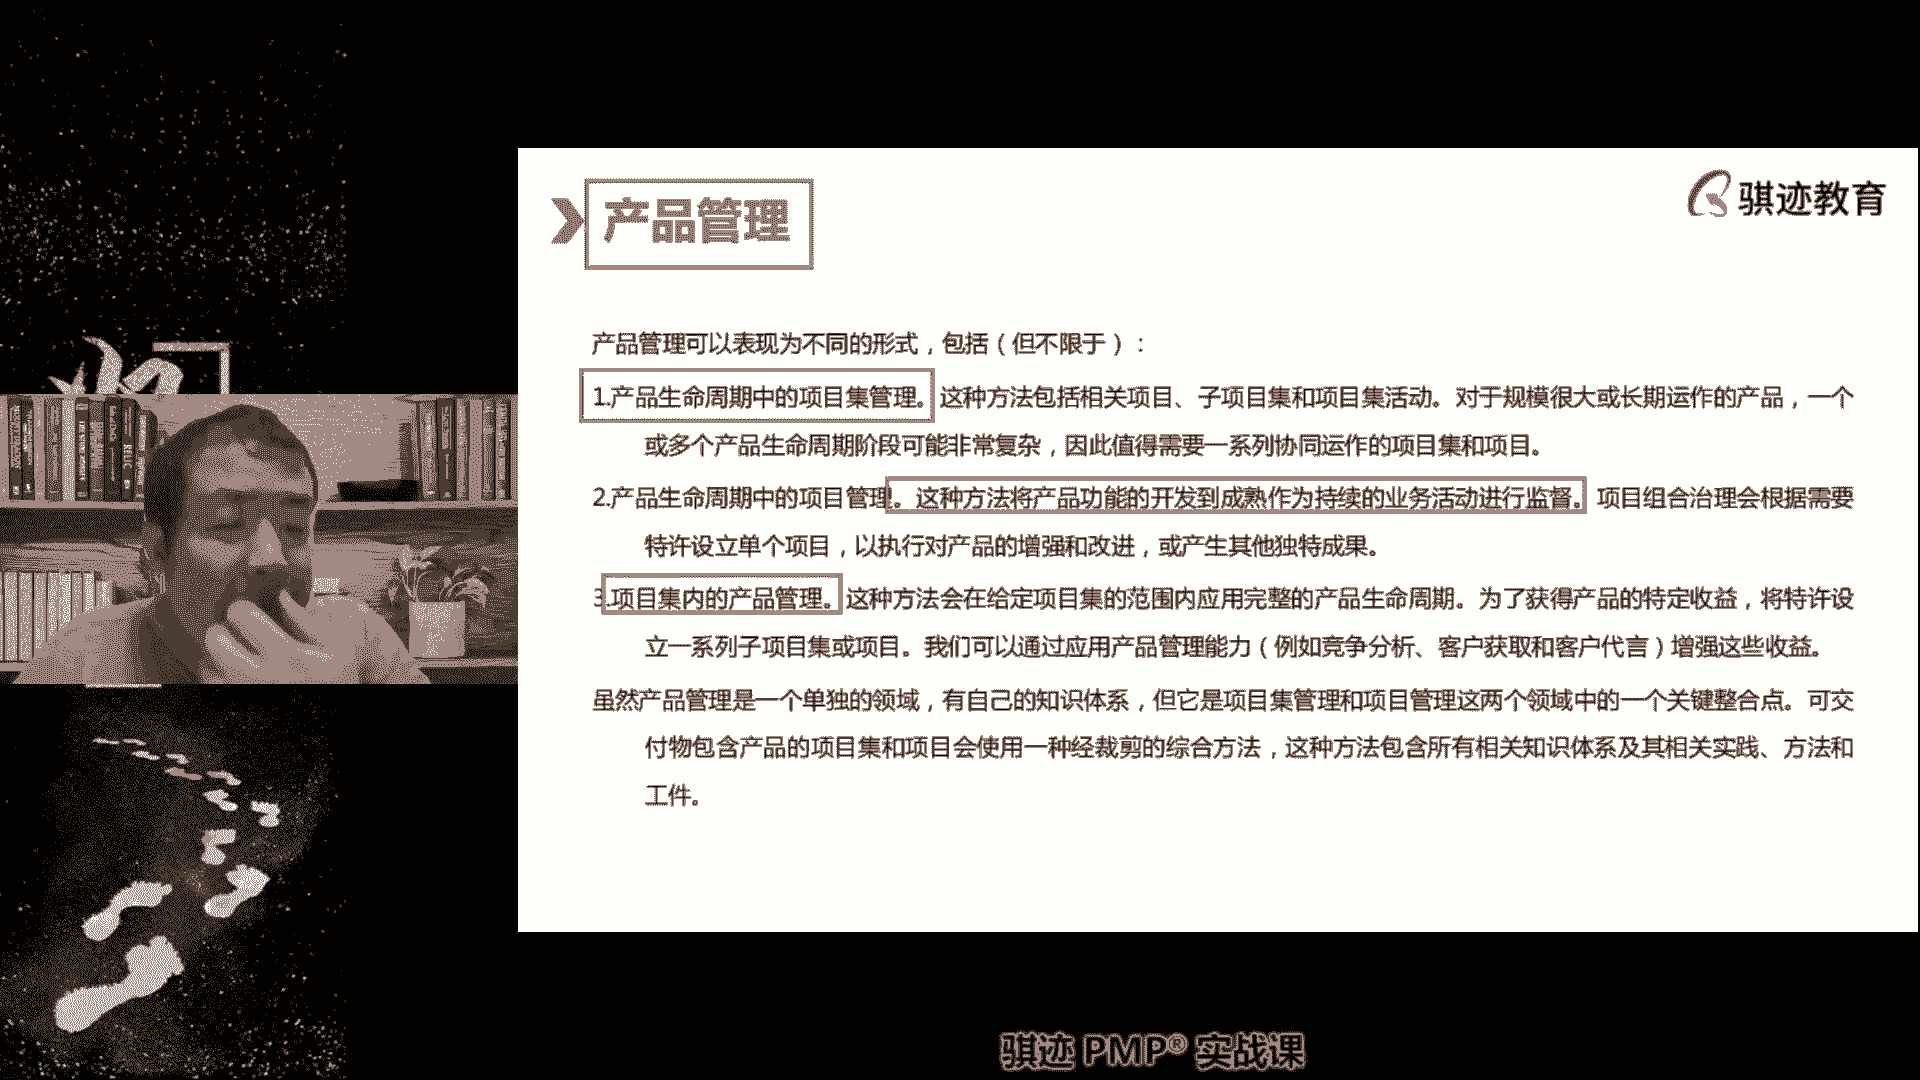 产品管理
骐迹教育
产品管理可以表现为不同的形式，包括（但不限于）：
1.产品生命周期中的项目集管理。这种方法包括相关项目、子项目集和项目集活动。对于规模很大或长期运作的产品，一个
或多个产品生命周期阶段可能非常复杂，因此值得需要一系列协同运作的项目集和项目。
2.产品生命周期中的项目管理。这种方法将产品功能的开发到成熟作为持续的业务活动进行监督。项目组合治理会根据需要
特许设立单个项目，以执行对产品的增强和改进，或产生其他独特成果。
3.项目集内的产品管理。这种方法会在给定项目集的范围内应用完整的产品生命周期。为了获得产品的特定收益，将特许设
立一系列子项目集或项目。我们可以通过应用产品管理能力（例如竞争分析、客户获取和客户代言）增强这些收益。
虽然产品管理是一个单独的领域，有自己的知识体系，但它是项目集管理和项目管理这两个领域中的一个关键整合点。可交
付物包含产品的项目集和项目会使用一种经裁剪的综合方法，这种方法包含所有相关知识体系及其相关实践、方法和
工件。
骐迹 PMP® 实战课